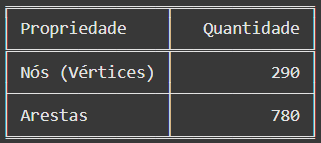 Propriedade Quantidade
Nós (Vértices) 290
Arestas 780